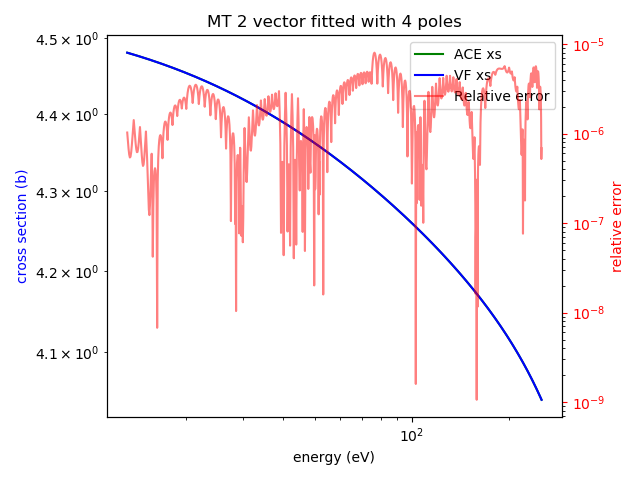 MT 2 vector fitted with 4 poles
ACE xs
VF xs
Relative error
cross section (b)
4.5 × 10⁰
4.4 × 10⁰
4.3 × 10⁰
4.2 × 10⁰
4.1 × 10⁰
10⁻⁵
10⁻⁶
10⁻⁷
10⁻⁸
10⁻⁹
relative error
10²
energy (eV)